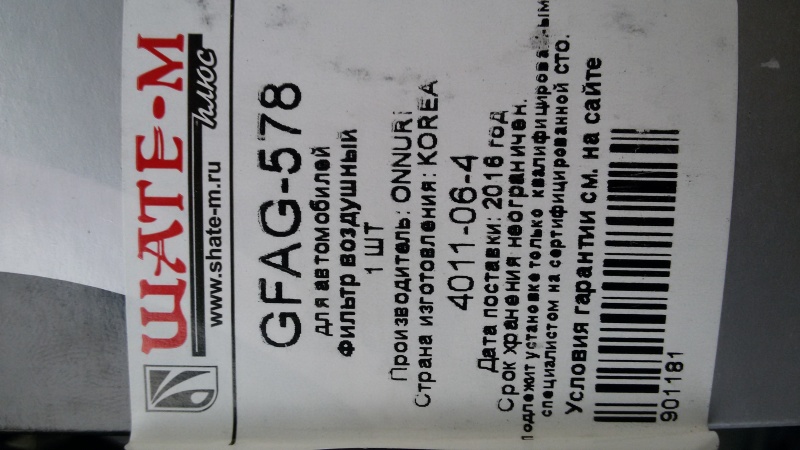 ШАТЕ-М
плюс
www.shate-m.ru
GFAG-578
для автомобилей
фильтр воздушный
1 ШТ
Производитель: ONNURI
Страна изготовления: KOREA
4011-06-4
Дата поставки: 2016 год
Срок хранения неограничен.
подлежит установке только квалифицированным
специалистом на сертифицированной сто.
Условия гарантии см. на сайте
901181